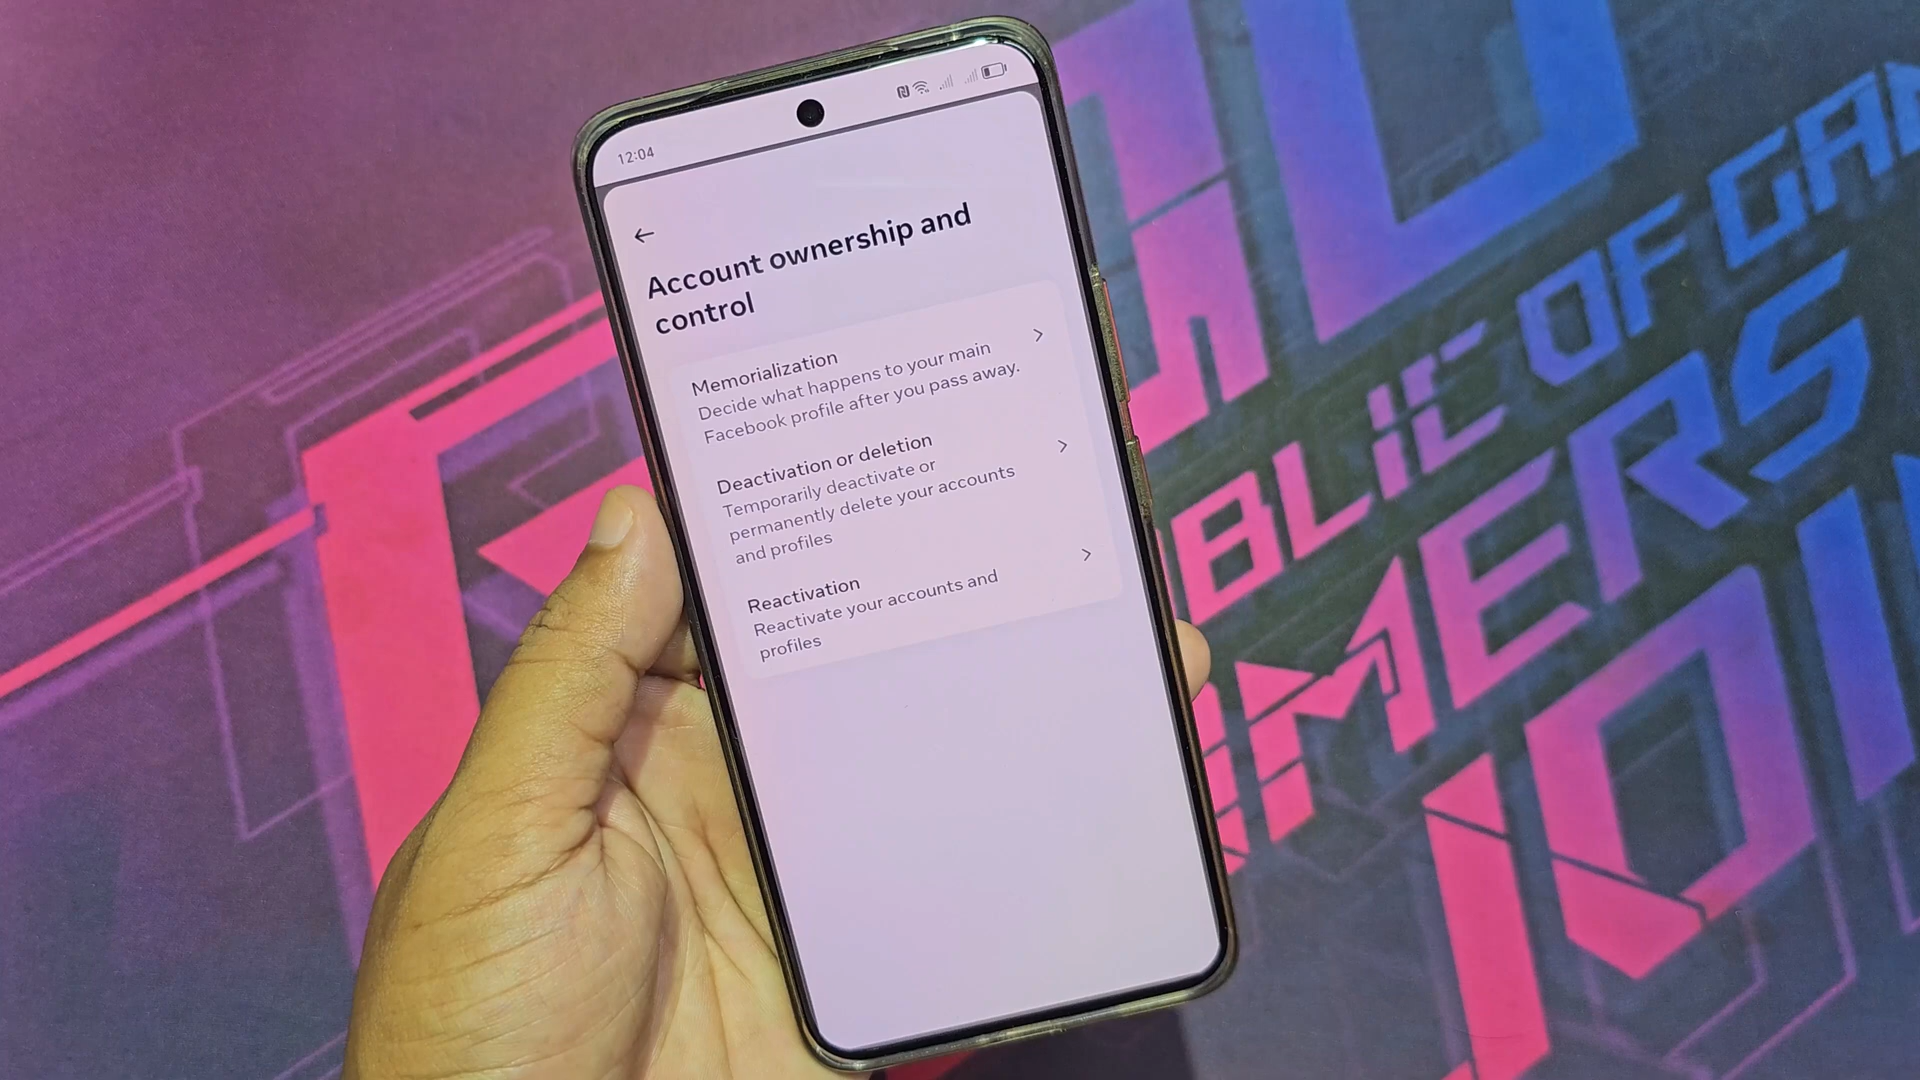 12:04
Account ownership and
control
Memorialization
Decide what happens to your main
Facebook profile after you pass away.
Deactivation or deletion
Temporarily deactivate or
permanently delete your accounts
and profiles
Reactivation
Reactivate your accounts and
profiles
OF